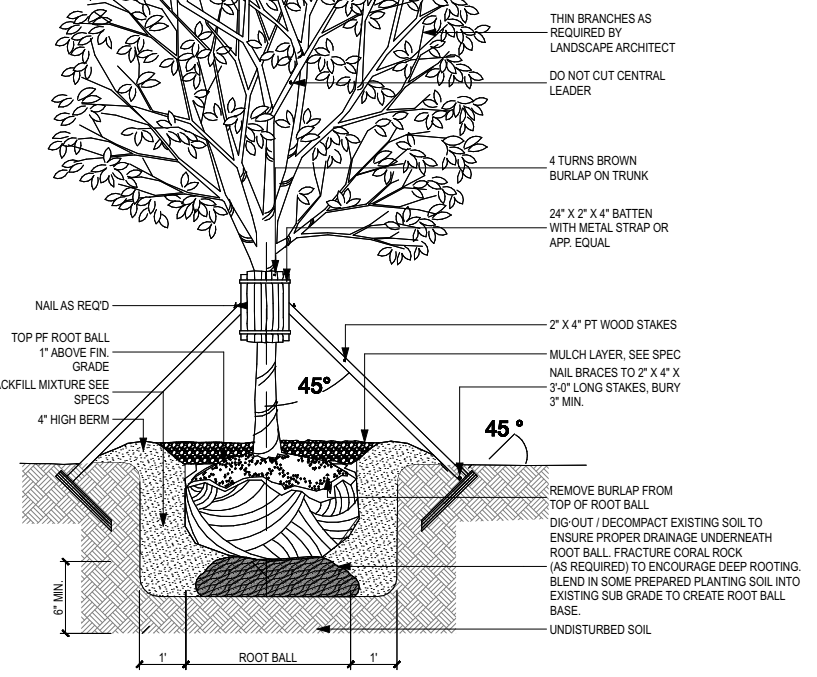 THIN BRANCHES AS
REQUIRED BY
LANDSCAPE ARCHITECT
DO NOT CUT CENTRAL
LEADER
4 TURNS BROWN
BURLAP ON TRUNK
24" X 2" X 4" BATTEN
WITH METAL STRAP OR
APP. EQUAL
NAIL AS REQ'D
TOP PF ROOT BALL
1" ABOVE FIN.
GRADE
ACKFILL MIXTURE SEE
SPECS
4" HIGH BERM
2" X 4" PT WOOD STAKES
MULCH LAYER, SEE SPEC
NAIL BRACES TO 2" X 4" X
3'-0" LONG STAKES, BURY
3" MIN.
45°
45°
REMOVE BURLAP FROM
TOP OF ROOT BALL
DIG-OUT / DECOMPACT EXISTING SOIL TO
ENSURE PROPER DRAINAGE UNDERNEATH
ROOT BALL. FRACTURE CORAL ROCK
(AS REQUIRED) TO ENCOURAGE DEEP ROOTING.
BLEND IN SOME PREPARED PLANTING SOIL INTO
EXISTING SUB GRADE TO CREATE ROOT BALL
BASE.
UNDISTURBED SOIL
6" MIN.
1'
ROOT BALL
1'